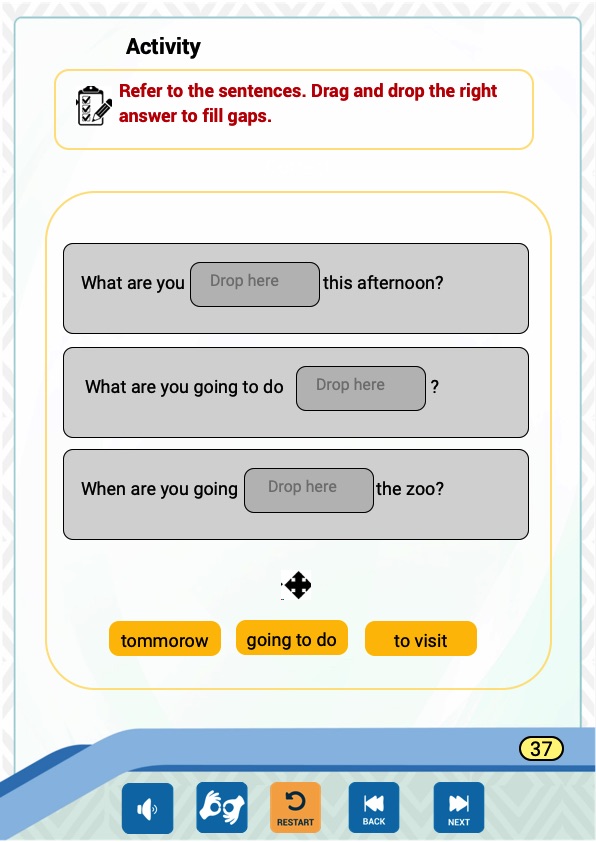 Activity
Refer to the sentences. Drag and drop the right
answer to fill gaps.
What are you Drop here this afternoon?
What are you going to do Drop here ?
When are you going Drop here the zoo?
tommorow going to do to visit
37
RESTART BACK NEXT